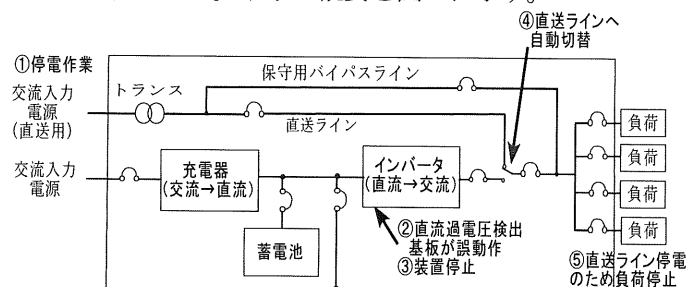 ④直送ラインへ
自動切替
①停電作業
交流入力
電源
(直送用)
トランス
保守用バイパスライン
直送ライン
負荷
負荷
負荷
負荷
交流入力
電源
充電器
(交流→直流)
インバータ
(直流→交流)
蓄電池
②直流過電圧検出
基板が誤動作
③装置停止
⑤直送ライン停電
のため負荷停止